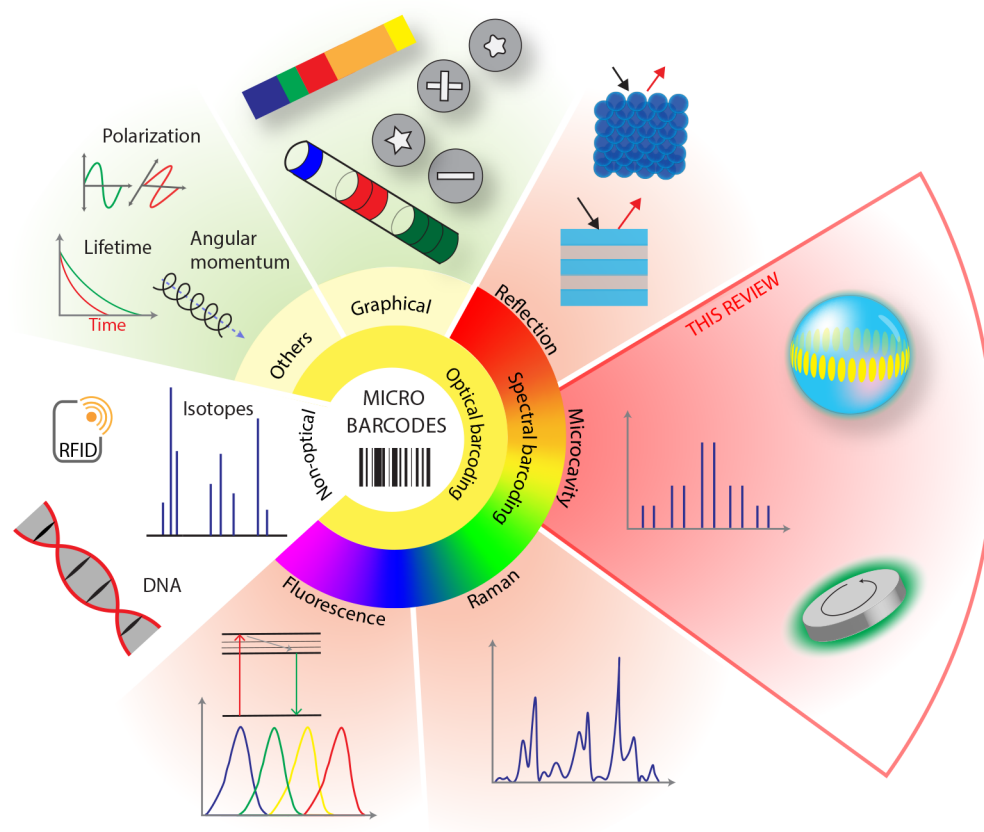 Polarization
Lifetime
Time
Angular
momentum
Graphical
Others
Reflection
THIS REVIEW
MICRO
BARCODES
Optical barcoding
Spectral barcoding
Microcavity
Non-optical
Isotopes
RFID
DNA
Fluorescence
Raman